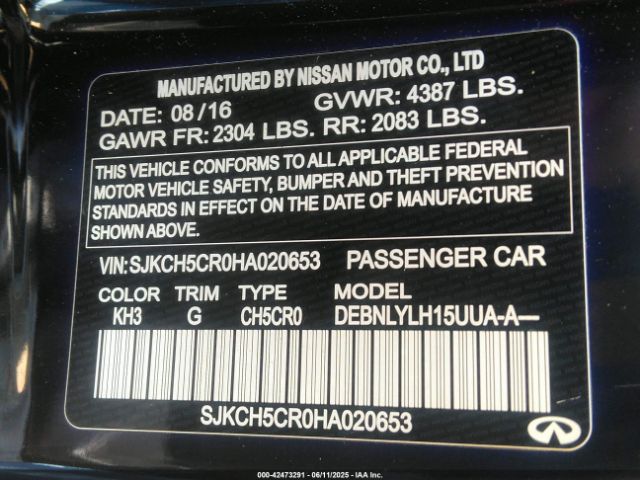 MANUFACTURED BY NISSAN MOTOR CO., LTD
DATE: 08/16 GVWR: 4387 LBS.
GAWR FR: 2304 LBS. RR: 2083 LBS.
THIS VEHICLE CONFORMS TO ALL APPLICABLE FEDERAL
MOTOR VEHICLE SAFETY, BUMPER AND THEFT PREVENTION
STANDARDS IN EFFECT ON THE DATE OF MANUFACTURE
SHOWN ABOVE.
VIN: SJKCH5CR0HA020653 PASSENGER CAR
COLOR TRIM TYPE MODEL
KH3 G CH5CR0 DEBNLYLH15UUA-A—
SJKCH5CR0HA020653
000-42473291 - 06/11/2025 - IAA Inc.